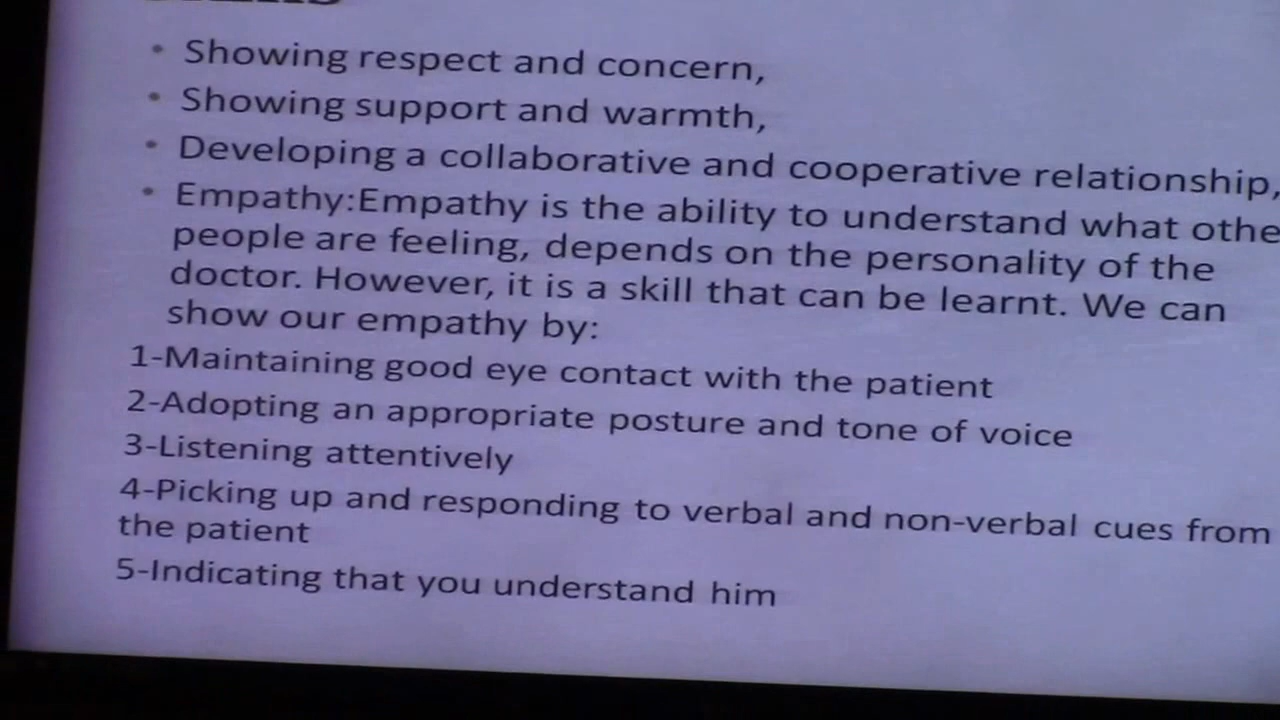 • Showing respect and concern,
• Showing support and warmth,
• Developing a collaborative and cooperative relationship,
• Empathy:Empathy is the ability to understand what othe
people are feeling, depends on the personality of the
doctor. However, it is a skill that can be learnt. We can
show our empathy by:
1-Maintaining good eye contact with the patient
2-Adopting an appropriate posture and tone of voice
3-Listening attentively
4-Picking up and responding to verbal and non-verbal cues from
the patient
5-Indicating that you understand him